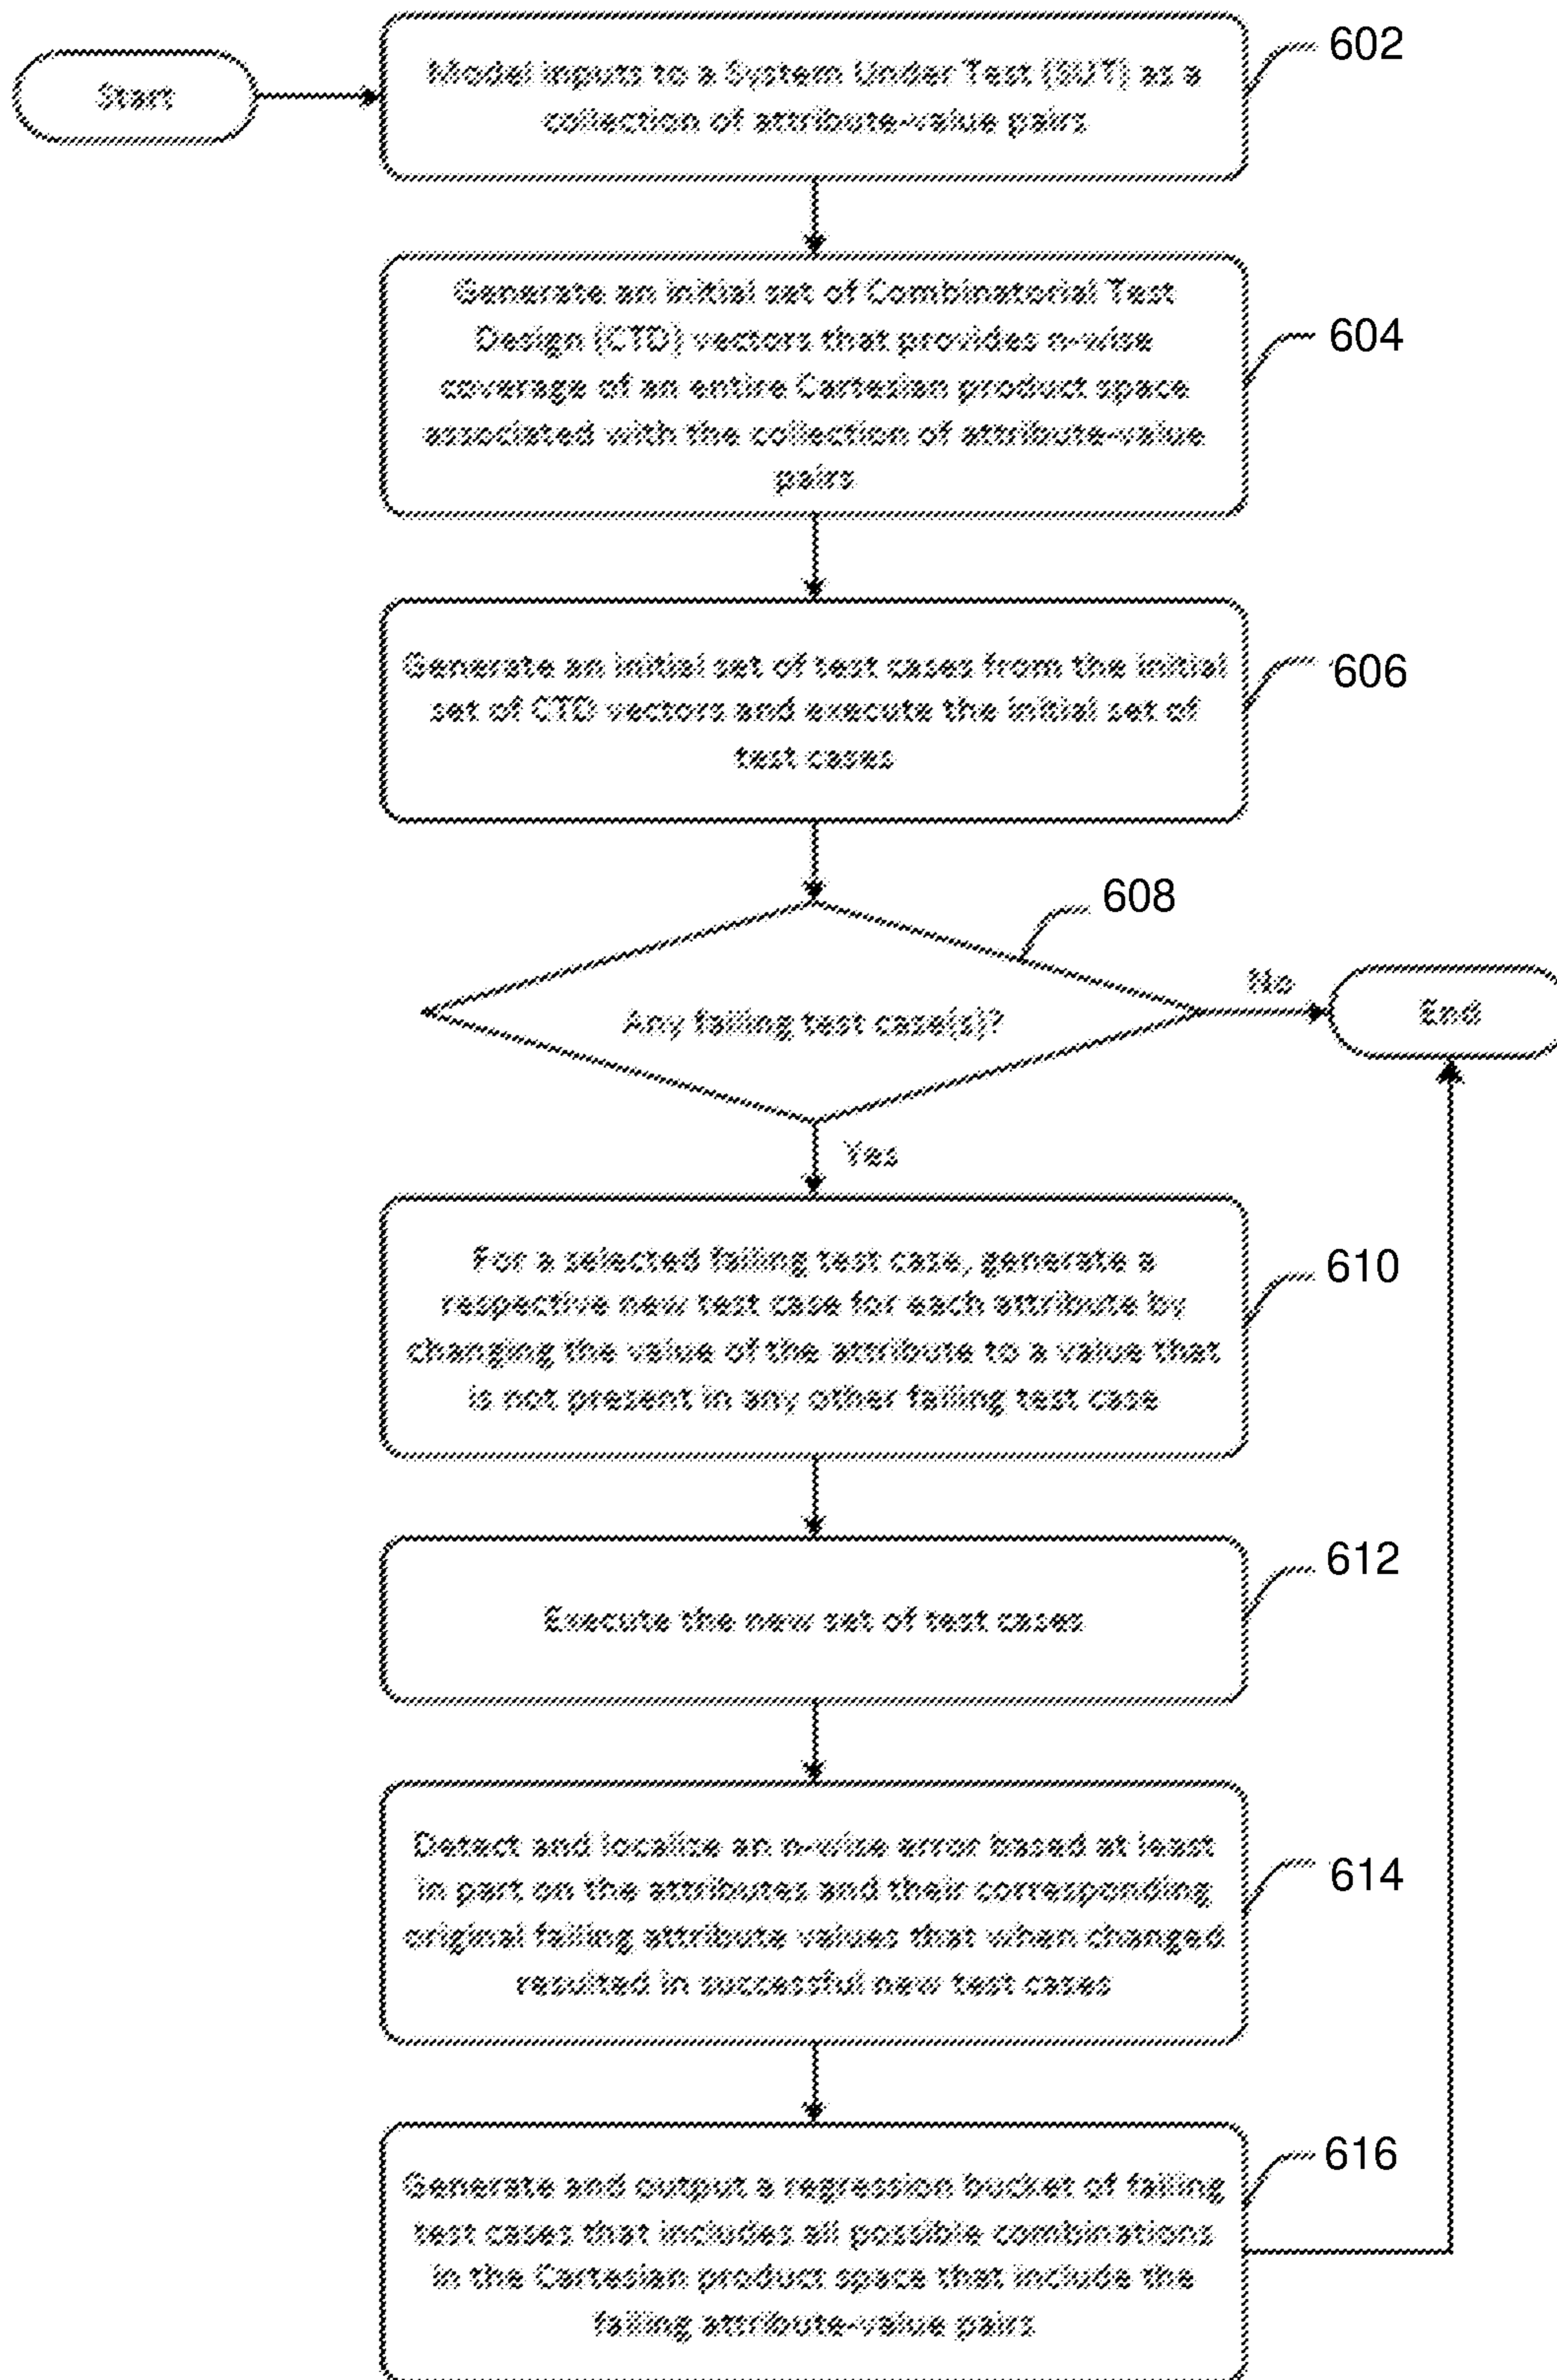 Start
Model inputs to a System Under Test (SUT) as a
collection of attribute-value pairs
602
Generate an initial set of Combinatorial Test
Design (CTD) vectors that provides n-wise
coverage of an entire Cartesian product space
associated with the collection of attribute-value
pairs
604
Generate an initial set of test cases from the initial
set of CTD vectors and execute the initial set of
test cases
606
608
Any failing test case(s)?
No
End
Yes
For a selected failing test case, generate a
respective new test case for each attribute by
changing the value of the attribute to a value that
is not present in any other failing test case
610
Execute the new set of test cases
612
Detect and localize an n-wise error based at least
in part on the attributes and their corresponding
original failing attribute values that when changed
resulted in successful new test cases
614
Generate and output a regression bucket of failing
test cases that includes all possible combinations
in the Cartesian product space that include the
failing attribute-value pairs
616